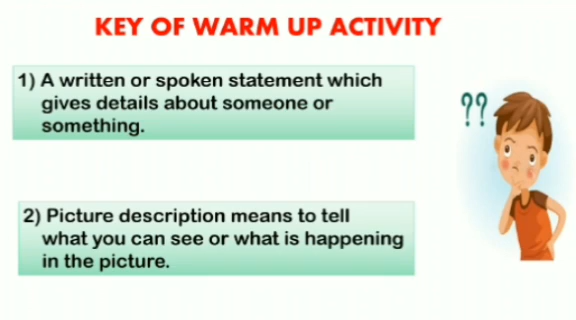 KEY OF WARM UP ACTIVITY
1) A written or spoken statement which
gives details about someone or
something.
??
2) Picture description means to tell
what you can see or what is happening
in the picture.